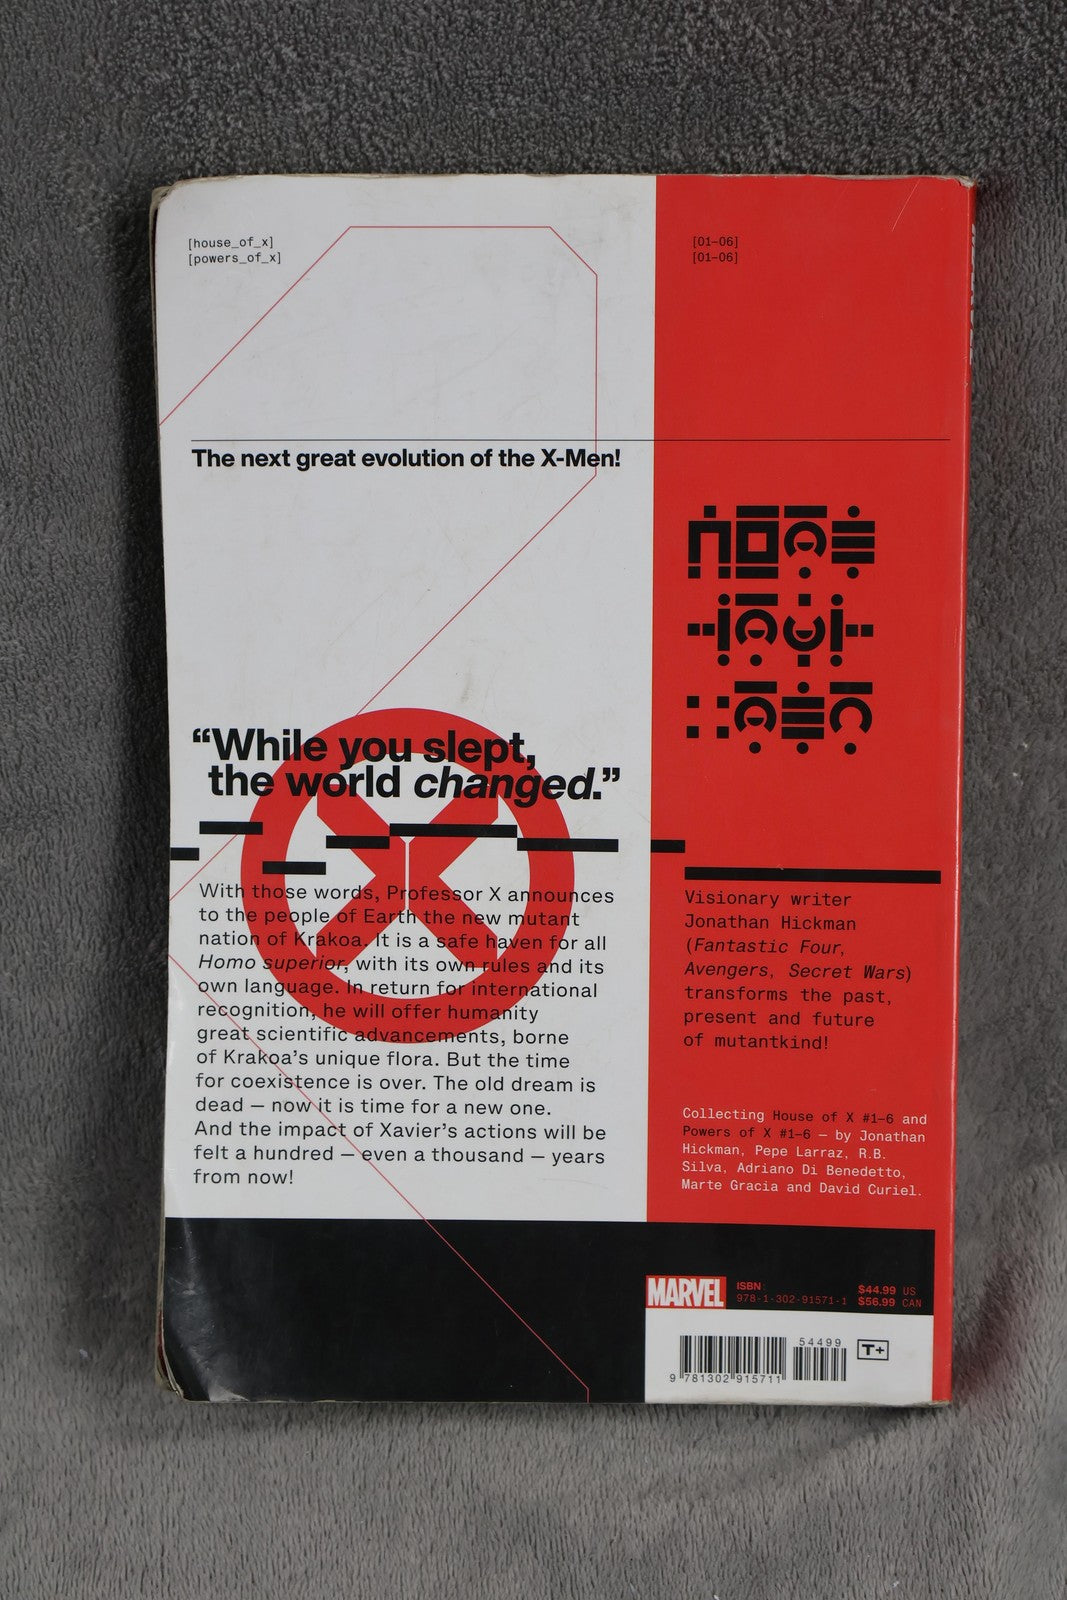 [house_of_x]
[powers_of_x]
[01–06]
[01–06]
The next great evolution of the X-Men!
“While you slept,
the world changed.”
With those words, Professor X announces
to the people of Earth the new mutant
nation of Krakoa. It is a safe haven for all
Homo superior, with its own rules and its
own language. In return for international
recognition, he will offer humanity
great scientific advancements, borne
of Krakoa’s unique flora. But the time
for coexistence is over. The old dream is
dead — now it is time for a new one.
And the impact of Xavier’s actions will be
felt a hundred — even a thousand — years
from now!
Visionary writer
Jonathan Hickman
(Fantastic Four,
Avengers, Secret Wars)
transforms the past,
present and future
of mutantkind!
Collecting House of X #1–6 and
Powers of X #1–6 — by Jonathan
Hickman, Pepe Larraz, R.B.
Silva, Adriano Di Benedetto,
Marte Gracia and David Curiel.
MARVEL
ISBN
978-1-302-91571-1
$44.99 US
$56.99 CAN
54499
T+
9 781302 915711